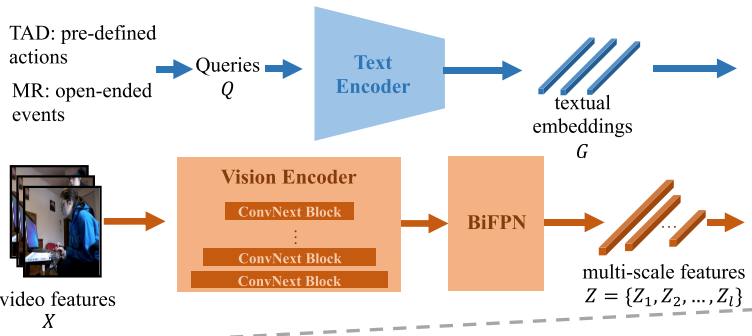 TAD: pre-defined
actions
MR: open-ended
events
Queries
Q
Text
Encoder
textual
embeddings
G
Vision Encoder
ConvNext Block
⋮
ConvNext Block
ConvNext Block
BiFPN
...
video features
X
multi-scale features
Z = {Z₁, Z₂, ..., Zₗ}